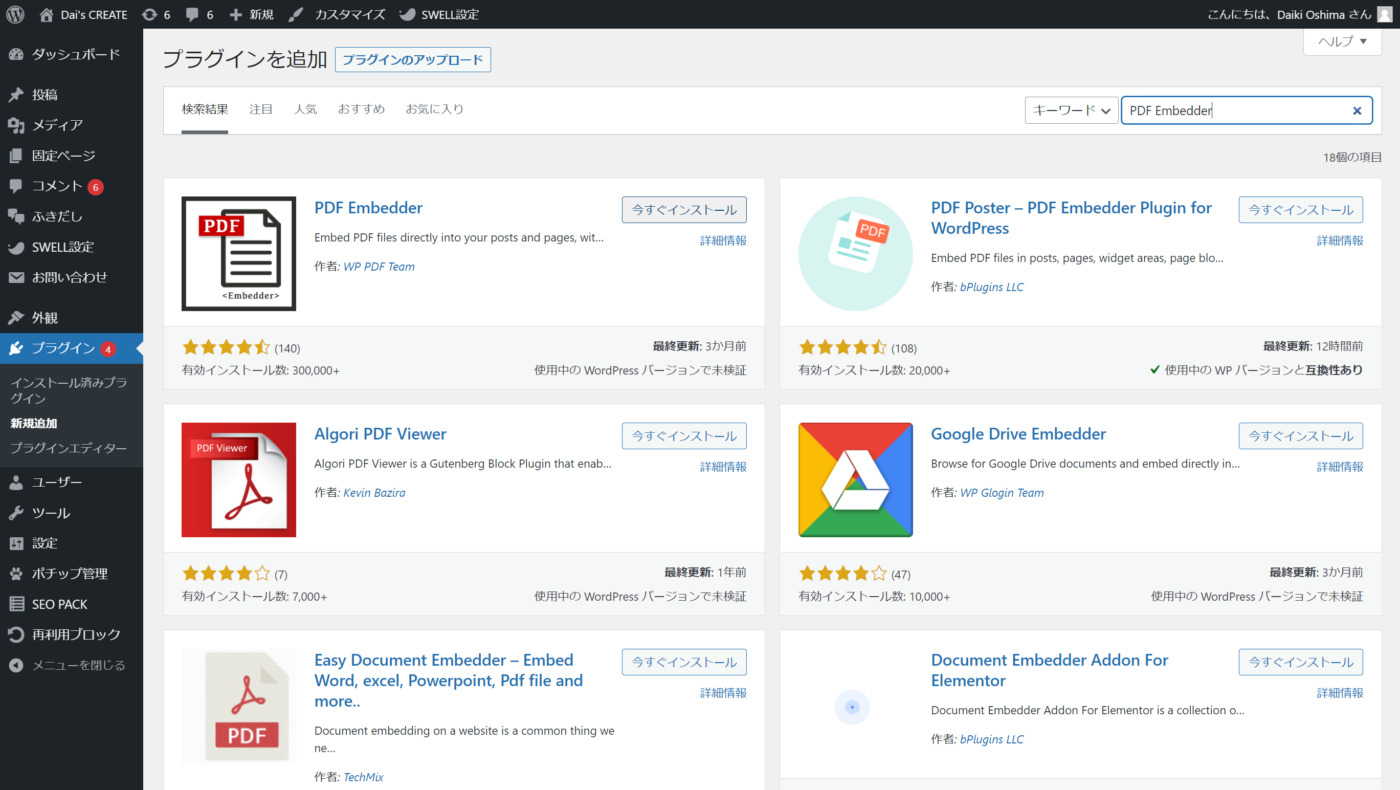 Dai's CREATE
6
6
新規
カスタマイズ
SWELL設定
こんにちは、Daiki Oshima さん
ダッシュボード
投稿
メディア
固定ページ
コメント 6
ふきだし
SWELL設定
お問い合わせ
外観
プラグイン 4
インストール済みプラ
グイン
新規追加
プラグインエディター
ユーザー
ツール
設定
ポチップ管理
SEO PACK
再利用ブロック
メニューを閉じる
ヘルプ ▼
プラグインを追加
プラグインのアップロード
検索結果
注目
人気
おすすめ
お気に入り
キーワード
PDF Embedder
18個の項目
PDF
<Embedder>
PDF Embedder
Embed PDF files directly into your posts and pages, wit...
作者: WP PDF Team
今すぐインストール
詳細情報
(140)
有効インストール数: 300,000+
最終更新: 3か月前
使用中の WordPress バージョンで未検証
PDF
PDF Poster – PDF Embedder Plugin for
WordPress
Embed PDF files in posts, pages, widget areas, page blo...
作者: bPlugins LLC
今すぐインストール
詳細情報
(108)
有効インストール数: 20,000+
最終更新: 12時間前
使用中の WP バージョンと互換性あり
PDF Viewer
Algori PDF Viewer
Algori PDF Viewer is a Gutenberg Block Plugin that enab...
作者: Kevin Bazira
今すぐインストール
詳細情報
(7)
有効インストール数: 7,000+
最終更新: 1年前
使用中の WordPress バージョンで未検証
Google Drive Embedder
Browse for Google Drive documents and embed directly in...
作者: WP Glogin Team
今すぐインストール
詳細情報
(47)
有効インストール数: 10,000+
最終更新: 3か月前
使用中の WordPress バージョンで未検証
PDF
Easy Document Embedder – Embed
Word, excel, Powerpoint, Pdf file and
more..
Document embedding on a website is a common thing we
ne...
作者: TechMix
今すぐインストール
詳細情報
Document Embedder Addon For
Elementor
Document Embedder Addon For Elementor is a collection o...
作者: bPlugins LLC
今すぐインストール
詳細情報